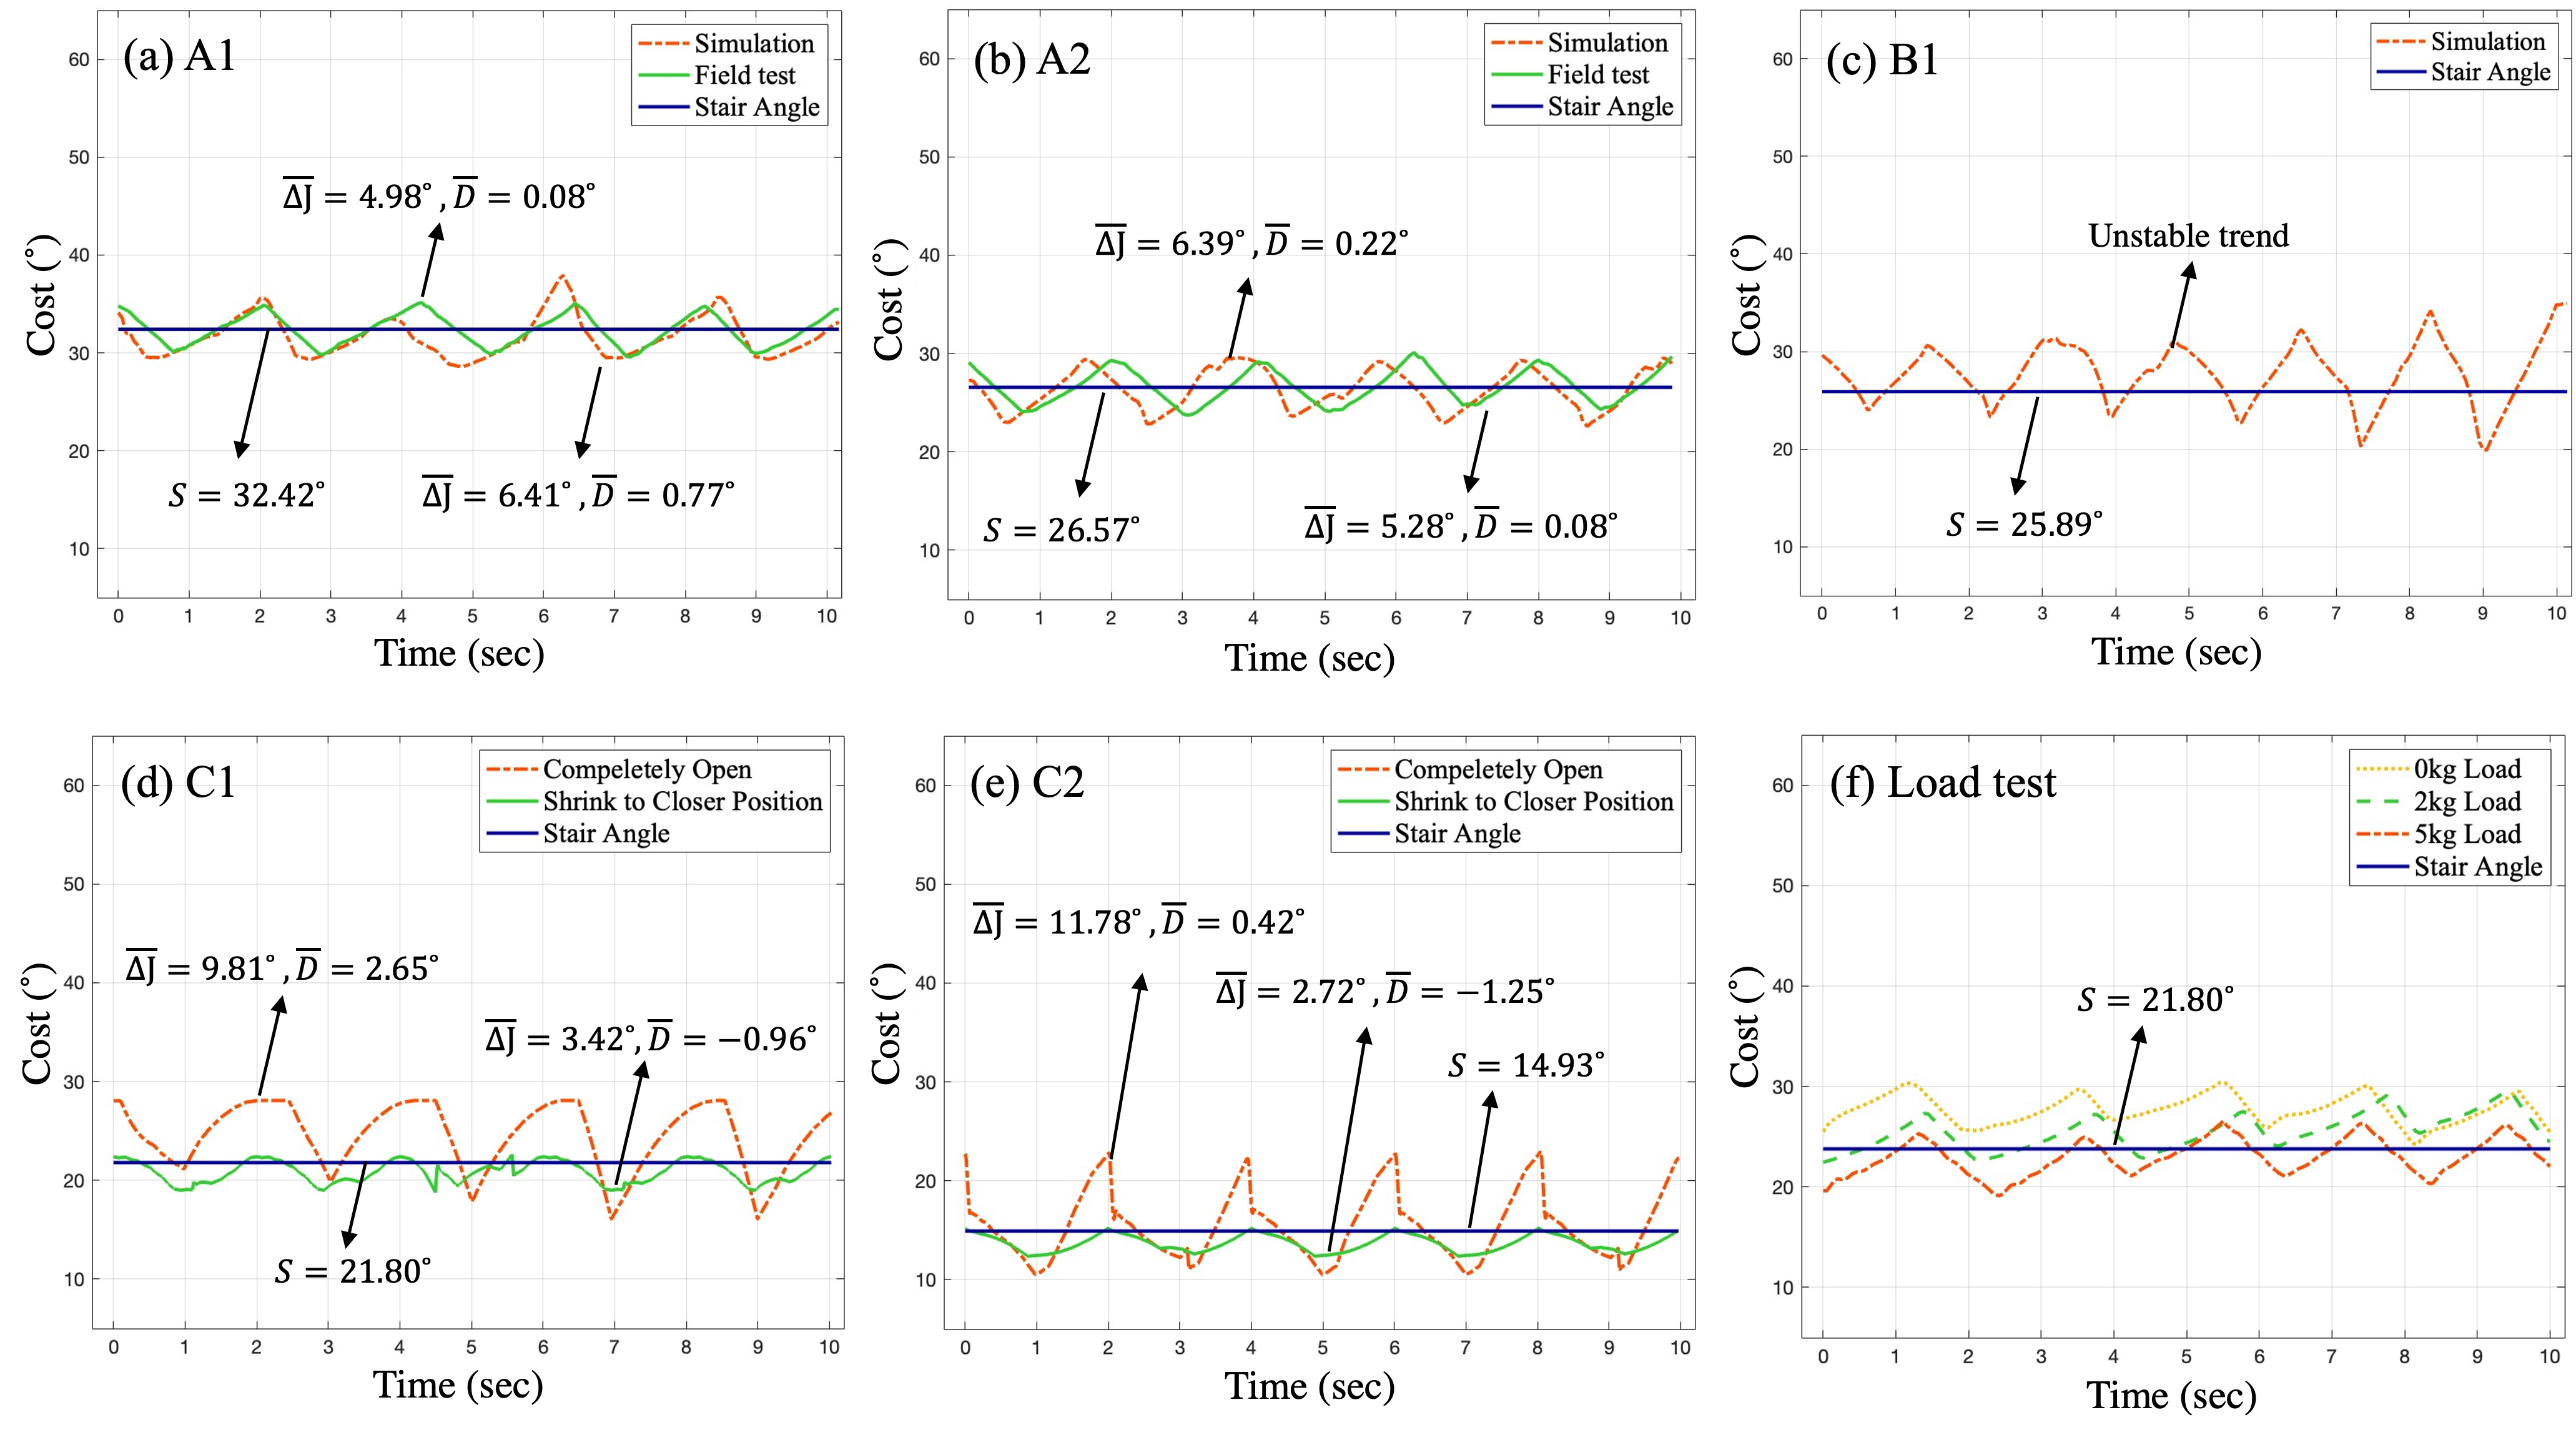 (a) A1
Simulation
Field test
Stair Angle
60
50
40
30
20
10
Cost (°)
ΔJ̅ = 4.98°, D̅ = 0.08°
S = 32.42°
ΔJ̅ = 6.41°, D̅ = 0.77°
0 1 2 3 4 5 6 7 8 9 10
Time (sec)
(b) A2
Simulation
Field test
Stair Angle
60
50
40
30
20
10
Cost (°)
ΔJ̅ = 6.39°, D̅ = 0.22°
S = 26.57°
ΔJ̅ = 5.28°, D̅ = 0.08°
0 1 2 3 4 5 6 7 8 9 10
Time (sec)
(c) B1
Simulation
Stair Angle
60
50
40
30
20
10
Cost (°)
Unstable trend
S = 25.89°
0 1 2 3 4 5 6 7 8 9 10
Time (sec)
(d) C1
Compeletely Open
Shrink to Closer Position
Stair Angle
60
50
40
30
20
10
Cost (°)
ΔJ̅ = 9.81°, D̅ = 2.65°
ΔJ̅ = 3.42°, D̅ = −0.96°
S = 21.80°
0 1 2 3 4 5 6 7 8 9 10
Time (sec)
(e) C2
Compeletely Open
Shrink to Closer Position
Stair Angle
60
50
40
30
20
10
Cost (°)
ΔJ̅ = 11.78°, D̅ = 0.42°
ΔJ̅ = 2.72°, D̅ = −1.25°
S = 14.93°
0 1 2 3 4 5 6 7 8 9 10
Time (sec)
(f) Load test
0kg Load
2kg Load
5kg Load
Stair Angle
60
50
40
30
20
10
Cost (°)
S = 21.80°
0 1 2 3 4 5 6 7 8 9 10
Time (sec)